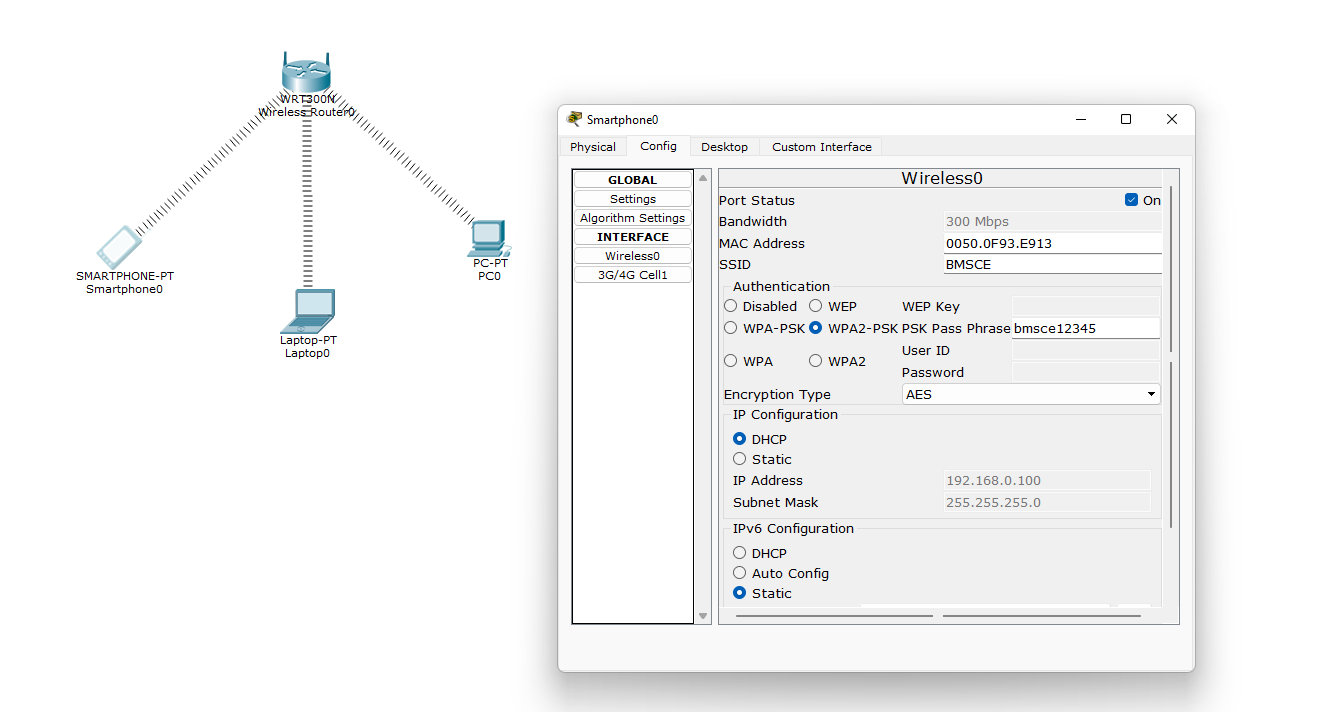 WRT300N
Wireless Router0
SMARTPHONE-PT
Smartphone0
PC-PT
PC0
Laptop-PT
Laptop0
Smartphone0
Physical Config Desktop Custom Interface
GLOBAL
Settings
Algorithm Settings
INTERFACE
Wireless0
3G/4G Cell1
Wireless0
Port Status On
Bandwidth 300 Mbps
MAC Address 0050.0F93.E913
SSID BMSCE
Authentication
Disabled WEP WEP Key
WPA-PSK WPA2-PSK PSK Pass Phrase bmsce12345
User ID
WPA WPA2
Password
Encryption Type AES
IP Configuration
DHCP
Static
IP Address 192.168.0.100
Subnet Mask 255.255.255.0
IPv6 Configuration
DHCP
Auto Config
Static